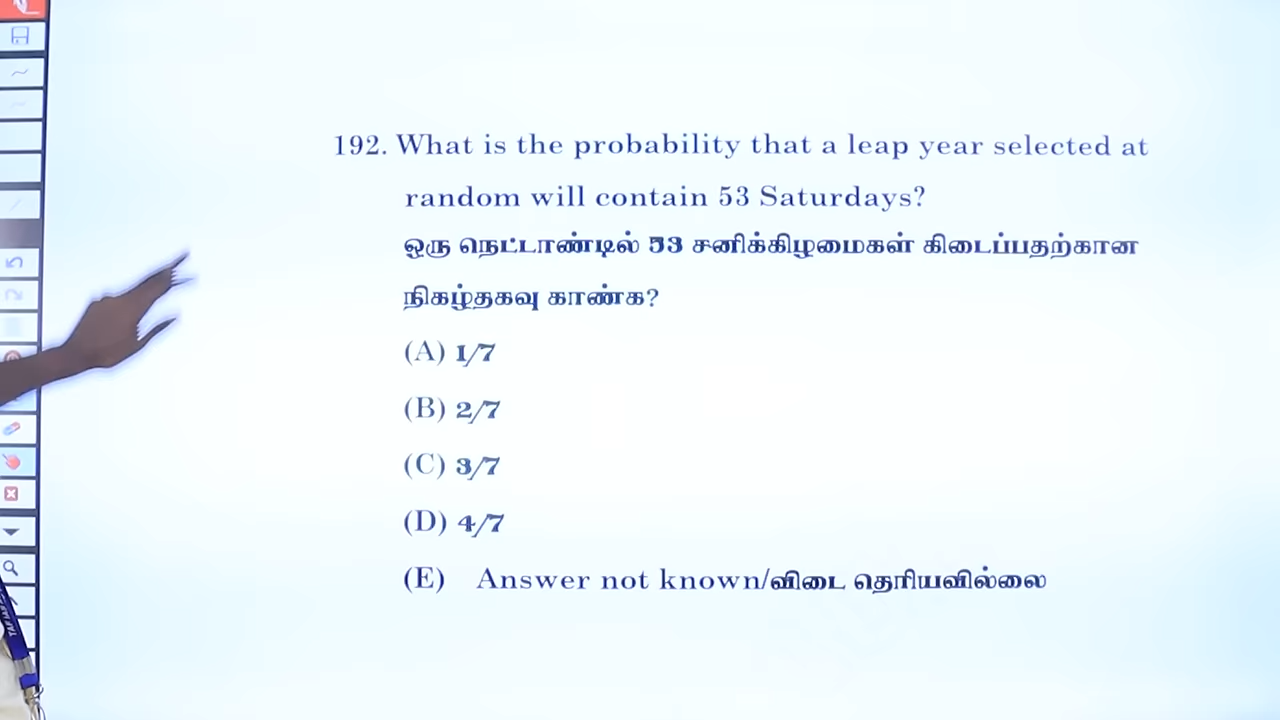 192. What is the probability that a leap year selected at
random will contain 53 Saturdays?
ஒரு நெட்டாண்டில் 53 சனிக்கிழமைகள் கிடைப்பதற்கான
நிகழ்தகவு காண்க?
(A) 1/7
(B) 2/7
(C) 3/7
(D) 4/7
(E) Answer not known/விடை தெரியவில்லை